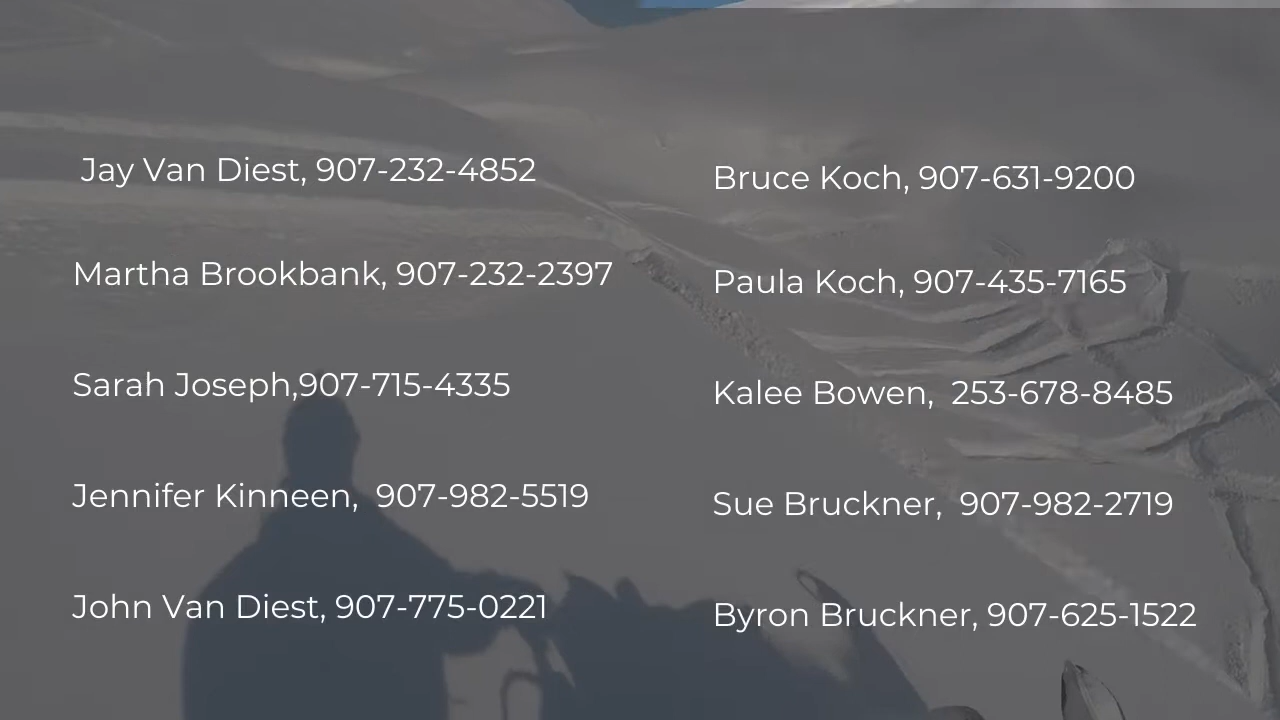 Jay Van Diest, 907-232-4852
Martha Brookbank, 907-232-2397
Sarah Joseph,907-715-4335
Jennifer Kinneen,  907-982-5519
John Van Diest, 907-775-0221
Bruce Koch, 907-631-9200
Paula Koch, 907-435-7165
Kalee Bowen,  253-678-8485
Sue Bruckner,  907-982-2719
Byron Bruckner, 907-625-1522